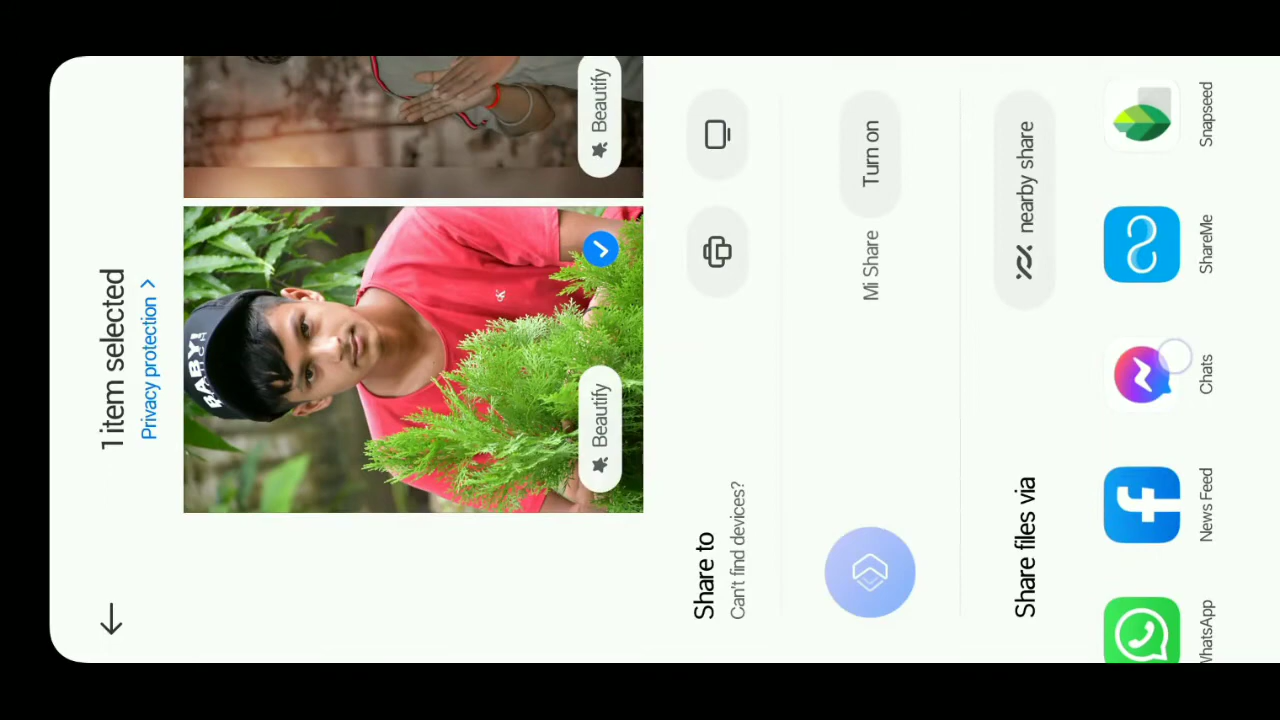 1 item selected
Privacy protection >
BABY!
Beautify
Beautify
Share to
Can't find devices?
Mi Share
Turn on
Share files via
nearby share
WhatsApp
News Feed
Chats
ShareMe
Snapseed